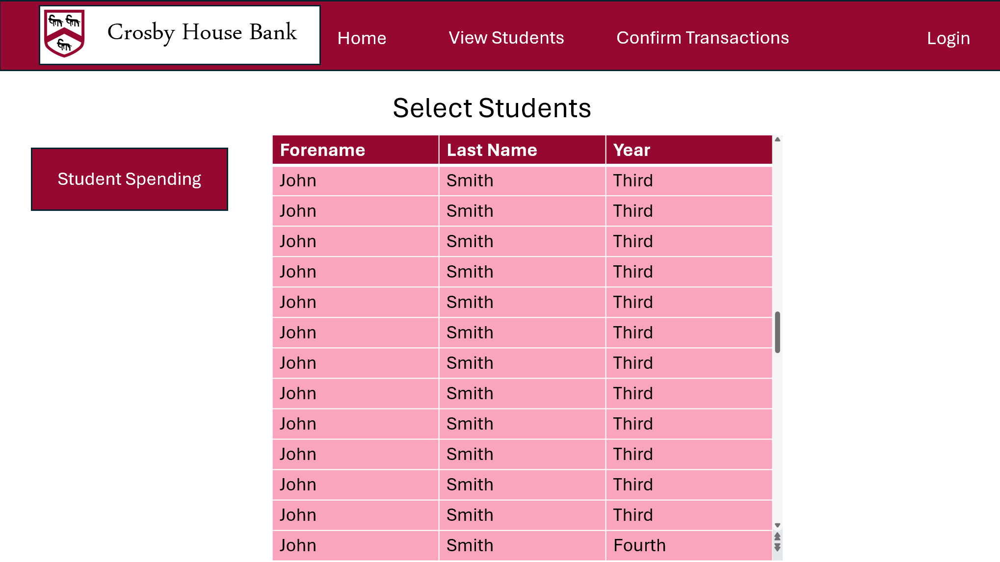 Crosby House Bank
Home View Students Confirm Transactions Login
Select Students
Student Spending
Forename Last Name Year
John Smith Third
John Smith Third
John Smith Third
John Smith Third
John Smith Third
John Smith Third
John Smith Third
John Smith Third
John Smith Third
John Smith Third
John Smith Third
John Smith Third
John Smith Fourth